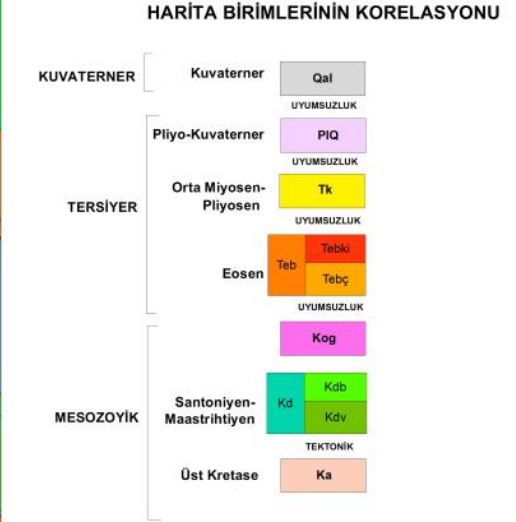 HARİTA BİRİMLERİNİN KORELASYONU
KUVATERNER
Kuvaterner
Qal
UYUMSUZLUK
TERSİYER
Pliyo-Kuvaterner
PlQ
UYUMSUZLUK
Orta Miyosen-
Pliyosen
Tk
UYUMSUZLUK
Eosen
Teb
Tebki
Tebç
UYUMSUZLUK
MESOZOYİK
Kog
Santoniyen-
Maastrihtiyen
Kd
Kdb
Kdv
TEKTONİK
Üst Kretase
Ka